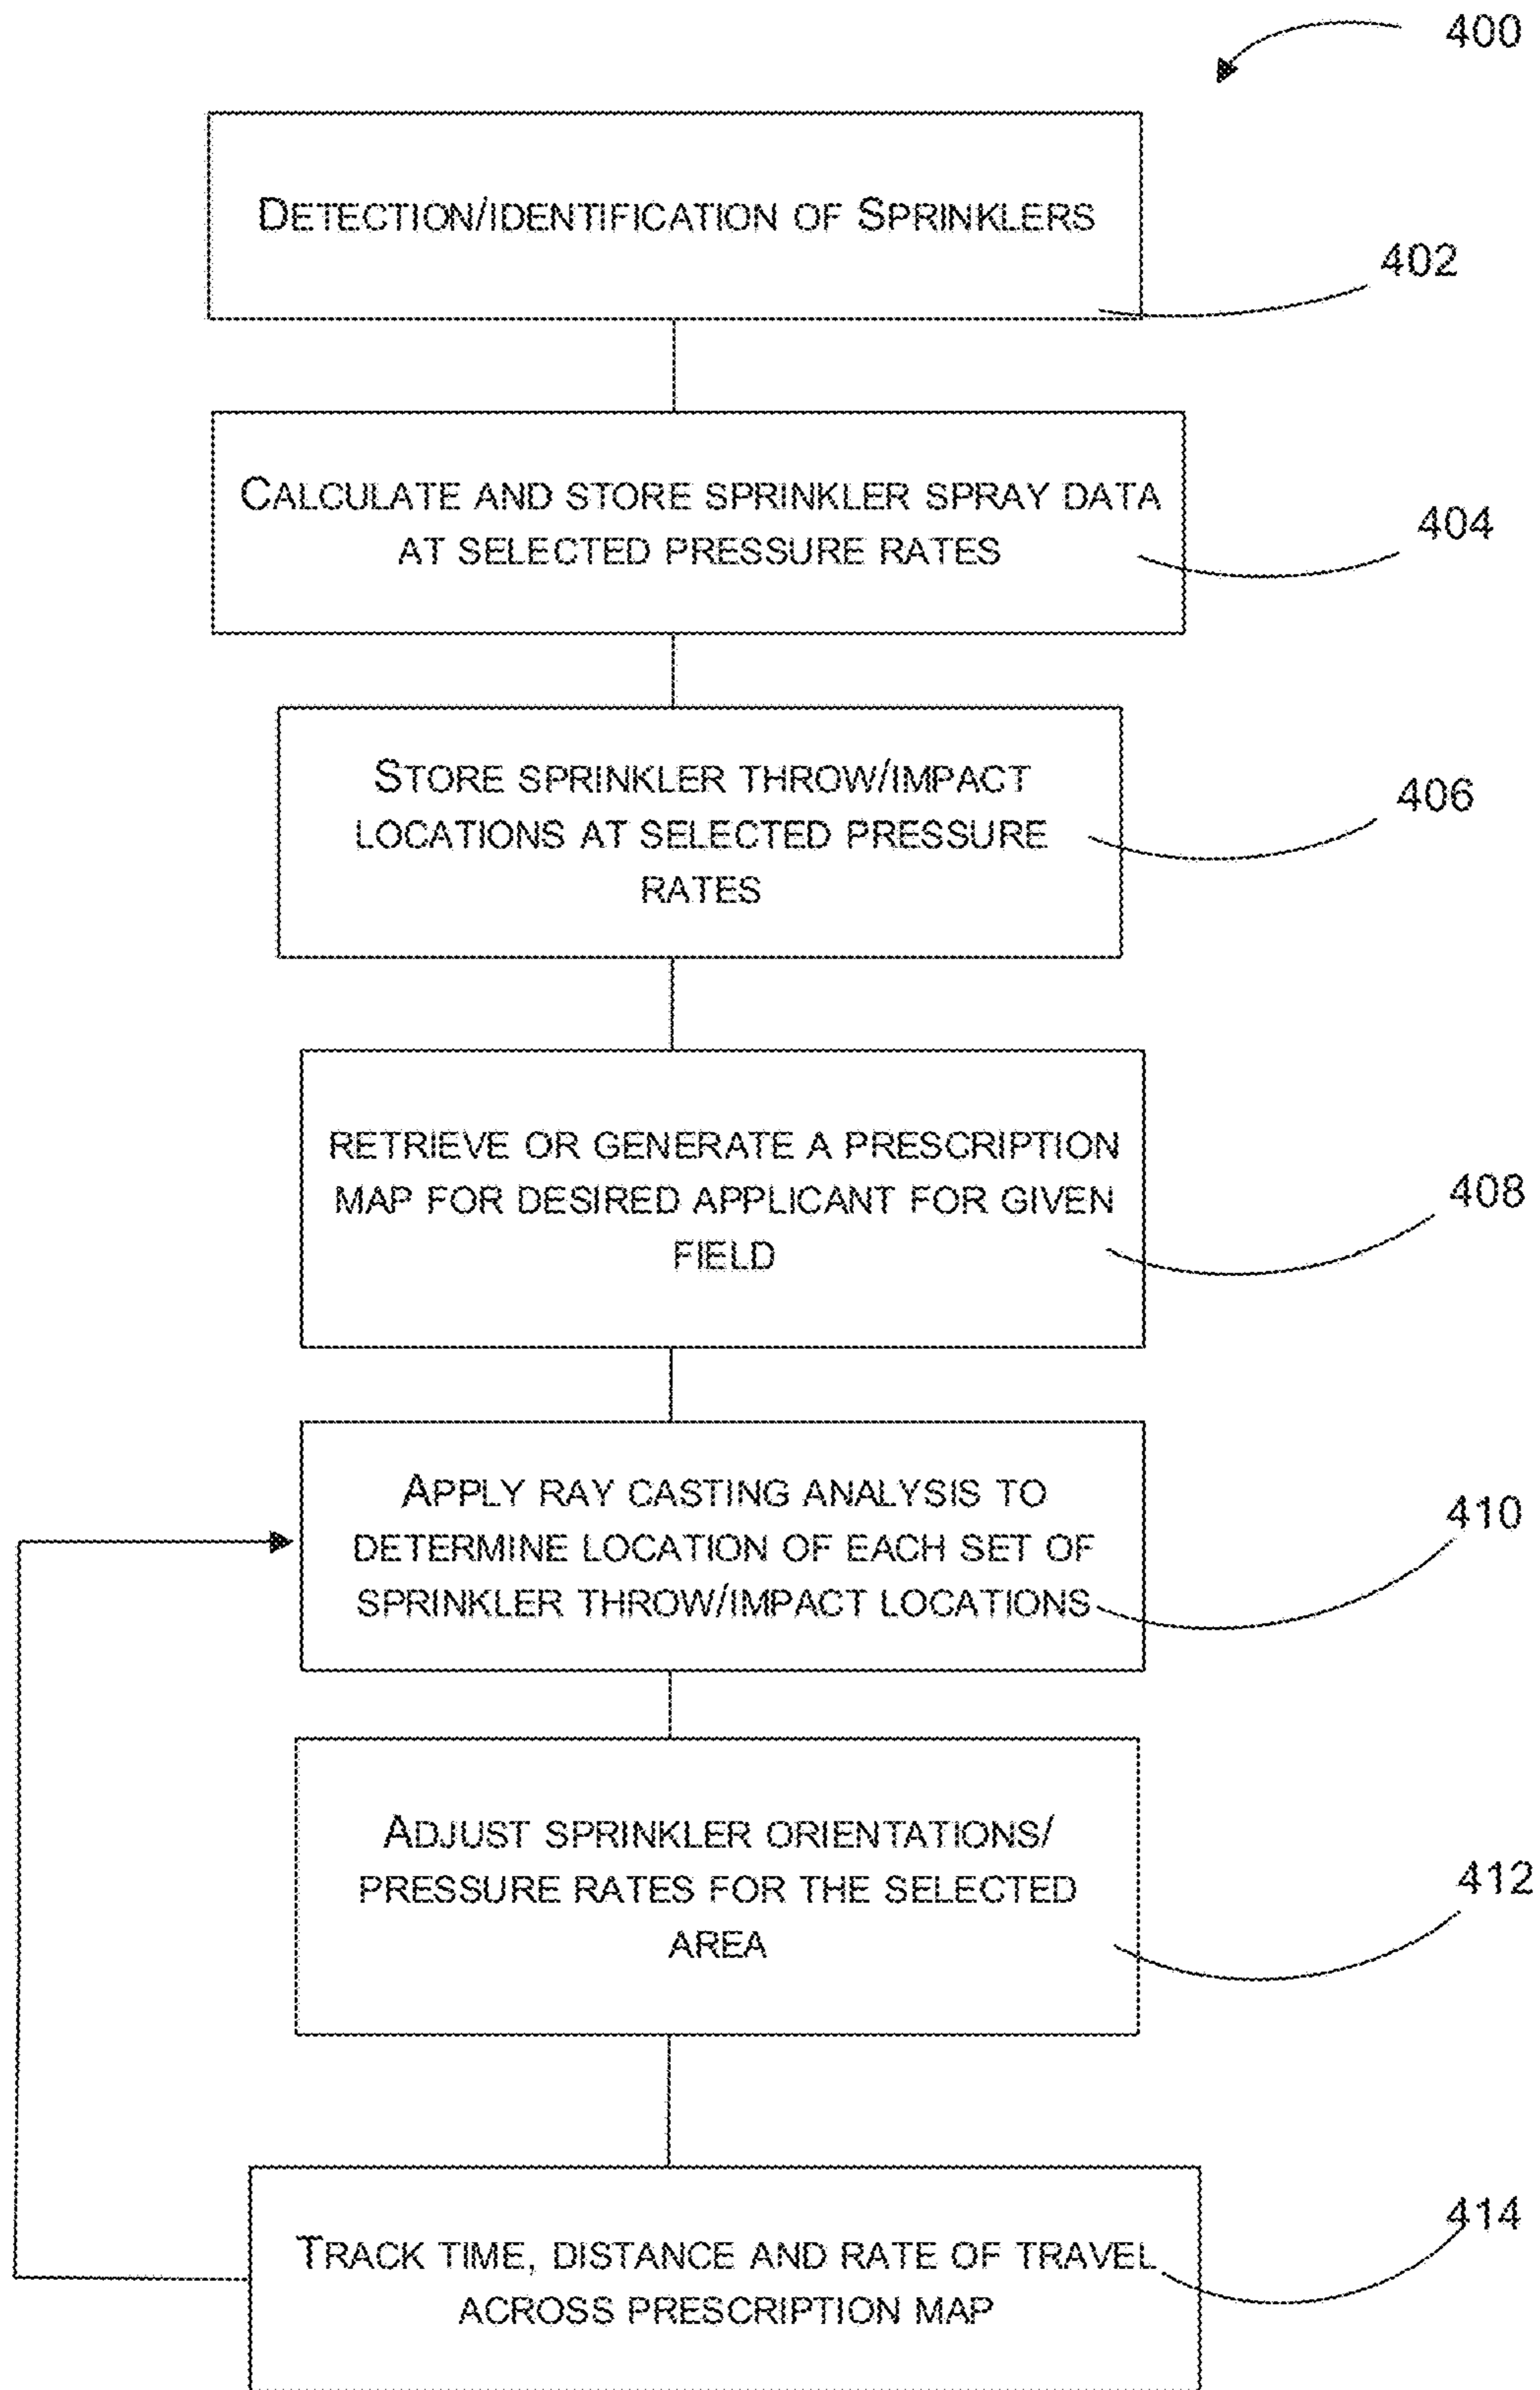 400
DETECTION/IDENTIFICATION OF SPRINKLERS
402
CALCULATE AND STORE SPRINKLER SPRAY DATA
AT SELECTED PRESSURE RATES
404
STORE SPRINKLER THROW/IMPACT
LOCATIONS AT SELECTED PRESSURE
RATES
406
RETRIEVE OR GENERATE A PRESCRIPTION
MAP FOR DESIRED APPLICANT FOR GIVEN
FIELD
408
APPLY RAY CASTING ANALYSIS TO
DETERMINE LOCATION OF EACH SET OF
SPRINKLER THROW/IMPACT LOCATIONS
410
ADJUST SPRINKLER ORIENTATIONS/
PRESSURE RATES FOR THE SELECTED
AREA
412
TRACK TIME, DISTANCE AND RATE OF TRAVEL
ACROSS PRESCRIPTION MAP
414